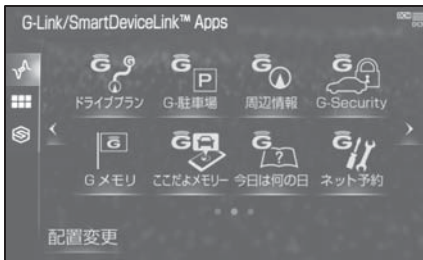 G-Link/SmartDeviceLink™ Apps
ドライブプラン
G-駐車場
周辺情報
G-Security
G メモリ
ここだよメモリー
今日は何の日
ネット予約
配置変更